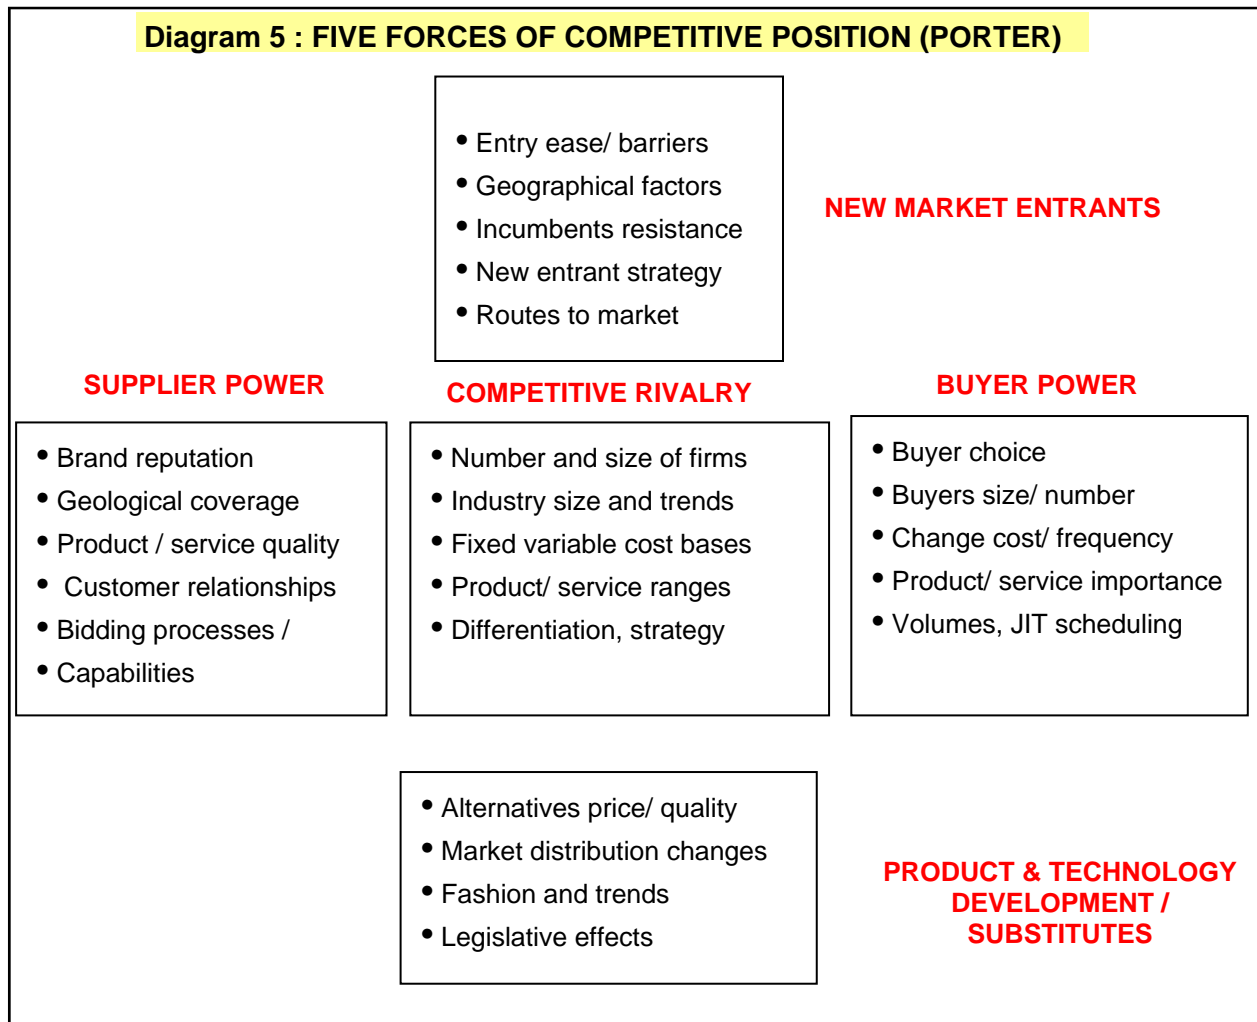 Diagram 5 : FIVE FORCES OF COMPETITIVE POSITION (PORTER)
• Entry ease/ barriers
• Geographical factors
• Incumbents resistance
• New entrant strategy
• Routes to market
NEW MARKET ENTRANTS
SUPPLIER POWER
• Brand reputation
• Geological coverage
• Product / service quality
• Customer relationships
• Bidding processes /
• Capabilities
COMPETITIVE RIVALRY
• Number and size of firms
• Industry size and trends
• Fixed variable cost bases
• Product/ service ranges
• Differentiation, strategy
BUYER POWER
• Buyer choice
• Buyers size/ number
• Change cost/ frequency
• Product/ service importance
• Volumes, JIT scheduling
• Alternatives price/ quality
• Market distribution changes
• Fashion and trends
• Legislative effects
PRODUCT & TECHNOLOGY
DEVELOPMENT /
SUBSTITUTES